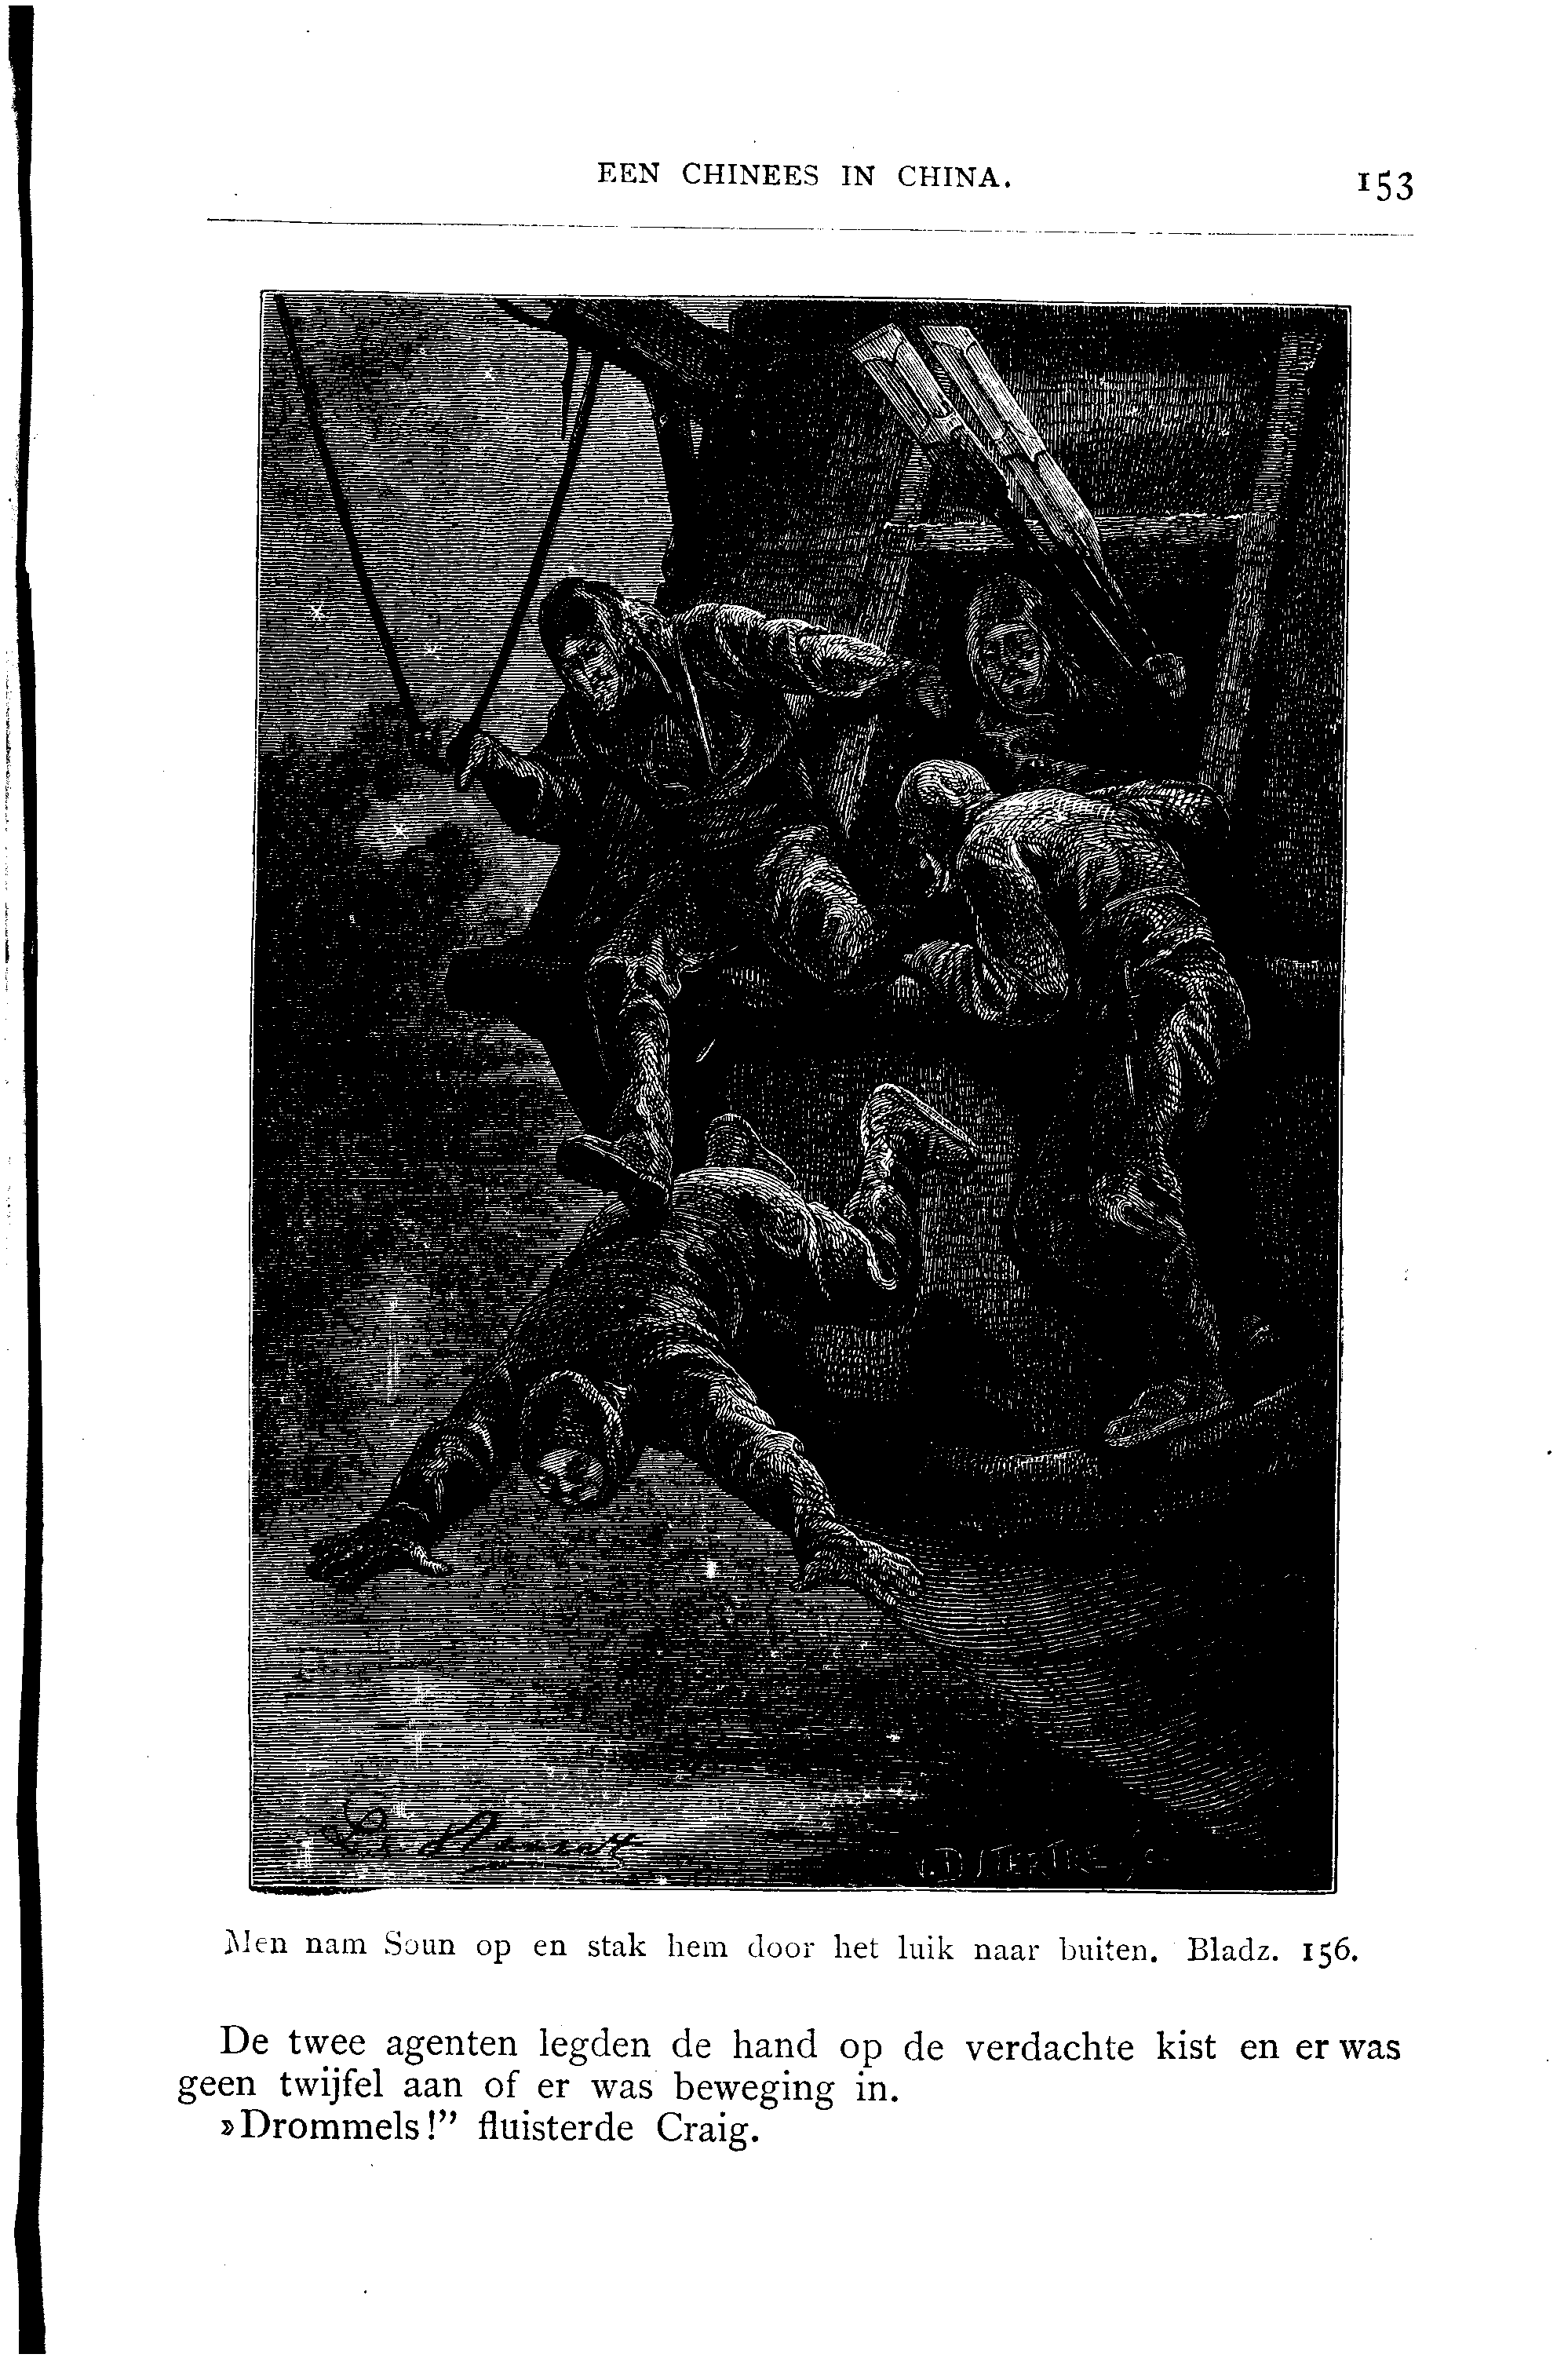 EEN CHINEES IN CHINA.
153
Men nam Soun op en stak hem door het luik naar buiten. Bladz. 156.
De twee agenten legden de hand op de verdachte kist en er was
geen twijfel aan of er was beweging in.
»Drommels!” fluisterde Craig.